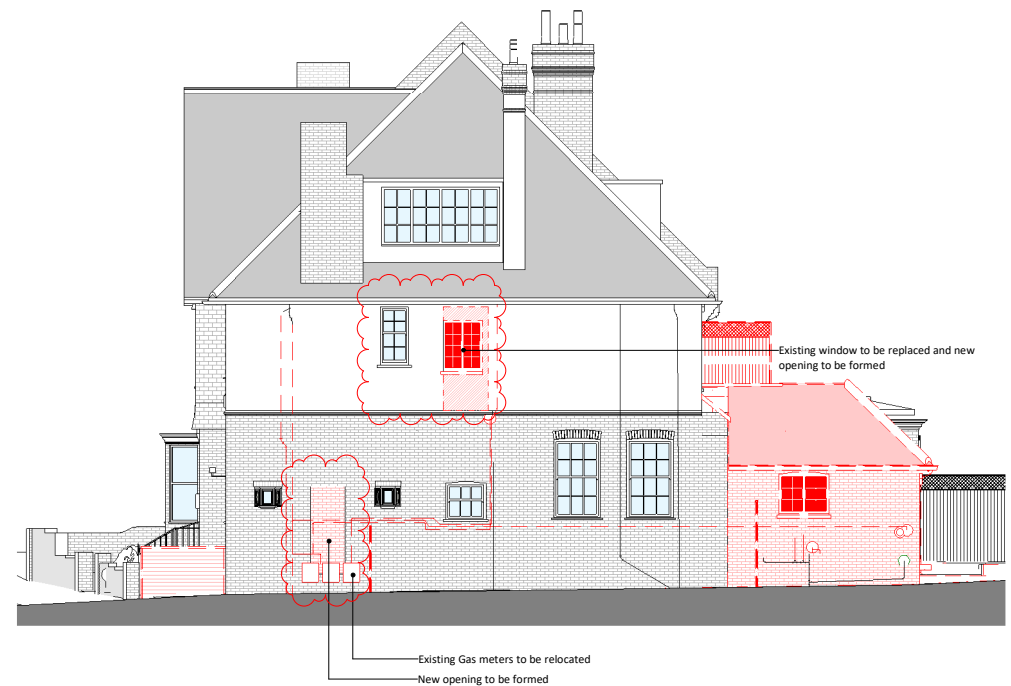 Existing window to be replaced and new
opening to be formed
Existing Gas meters to be relocated
New opening to be formed